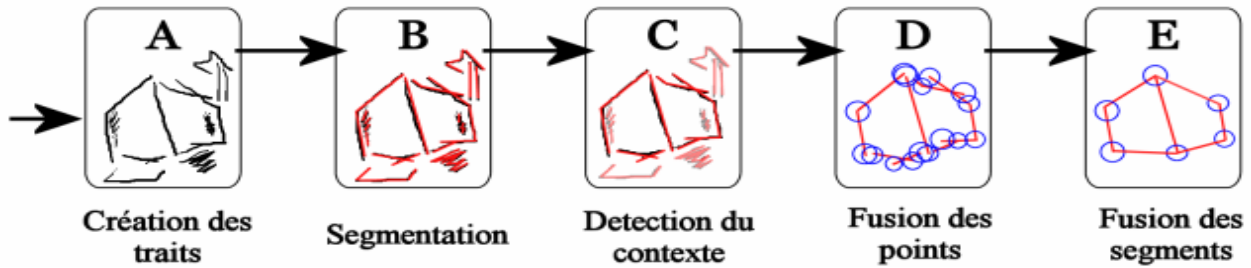 A
B
C
D
E
Création des
traits
Segmentation
Detection du
contexte
Fusion des
points
Fusion des
segments